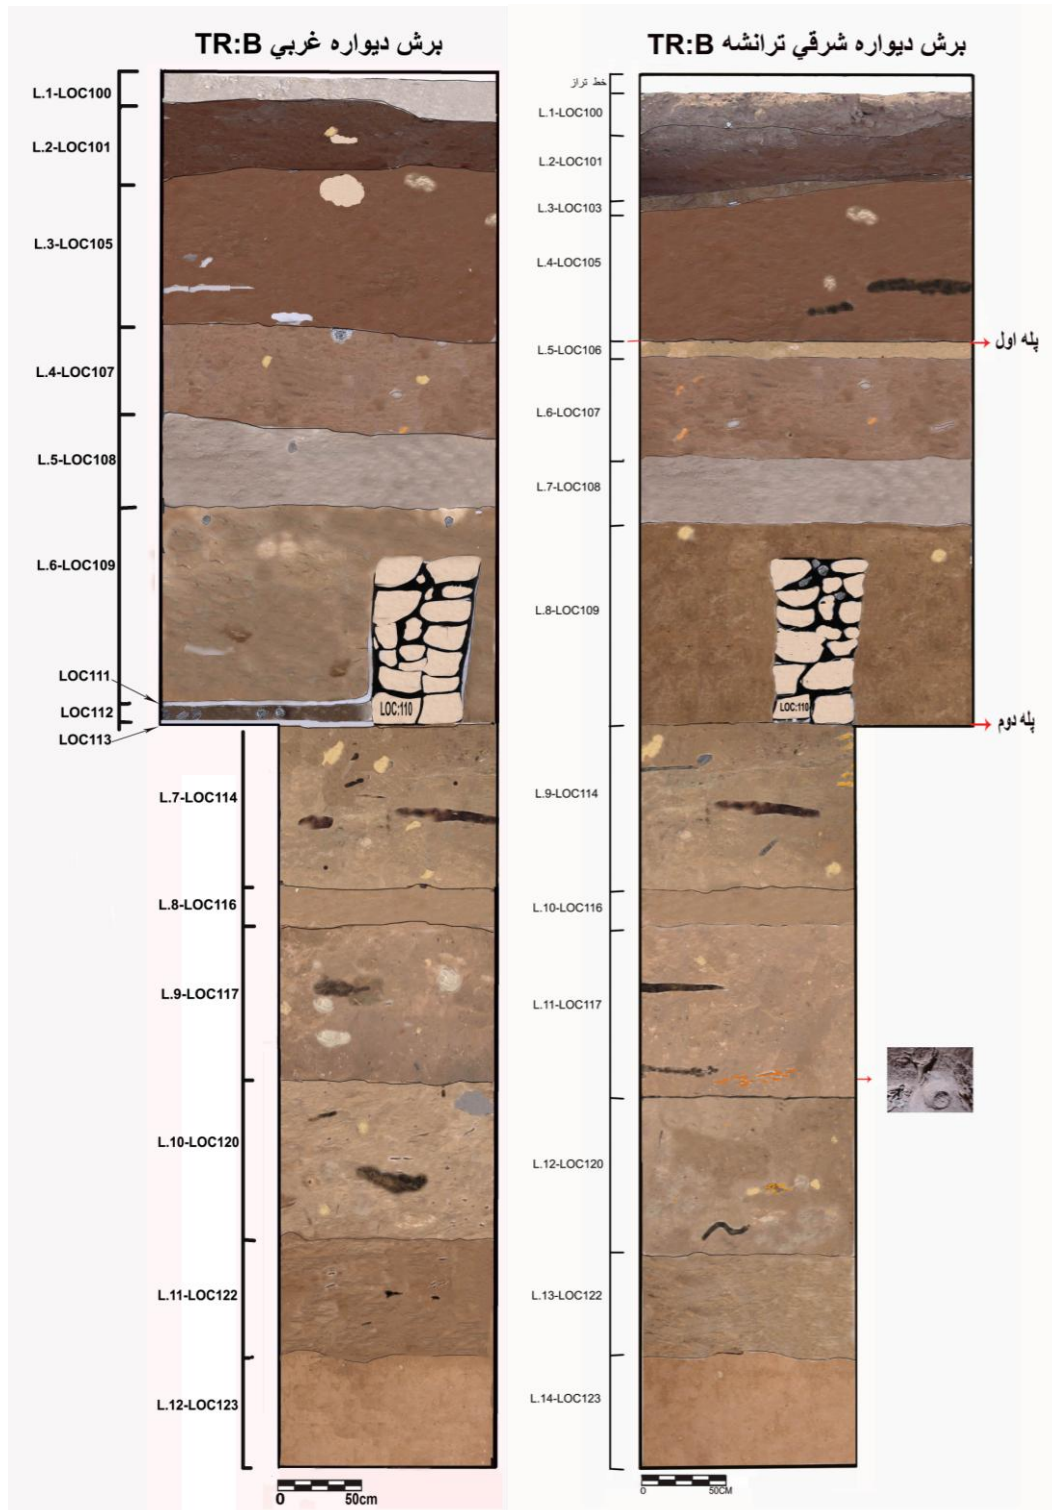 برش ديواره غربي TR:B
L.1-LOC100
L.2-LOC101
L.3-LOC105
L.4-LOC107
L.5-LOC108
L.6-LOC109
LOC111
LOC112
LOC113
LOC:110
L.7-LOC114
L.8-LOC116
L.9-LOC117
L.10-LOC120
L.11-LOC122
L.12-LOC123
0 50cm
برش ديواره شرقي ترانشه TR:B
خط تراز
L.1-LOC100
L.2-LOC101
L.3-LOC103
L.4-LOC105
پله اول
L.5-LOC106
L.6-LOC107
L.7-LOC108
L.8-LOC109
LOC:110
پله دوم
L.9-LOC114
L.10-LOC116
L.11-LOC117
L.12-LOC120
L.13-LOC122
L.14-LOC123
0 50CM